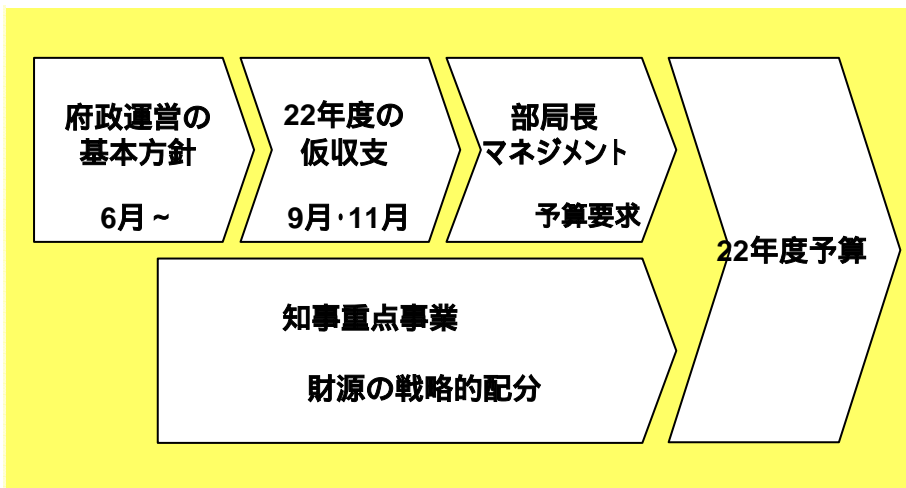 府政運営の
基本方針
6月~
22年度の
仮収支
9月・11月
部局長
マネジメント
予算要求
知事重点事業
財源の戦略的配分
22年度予算